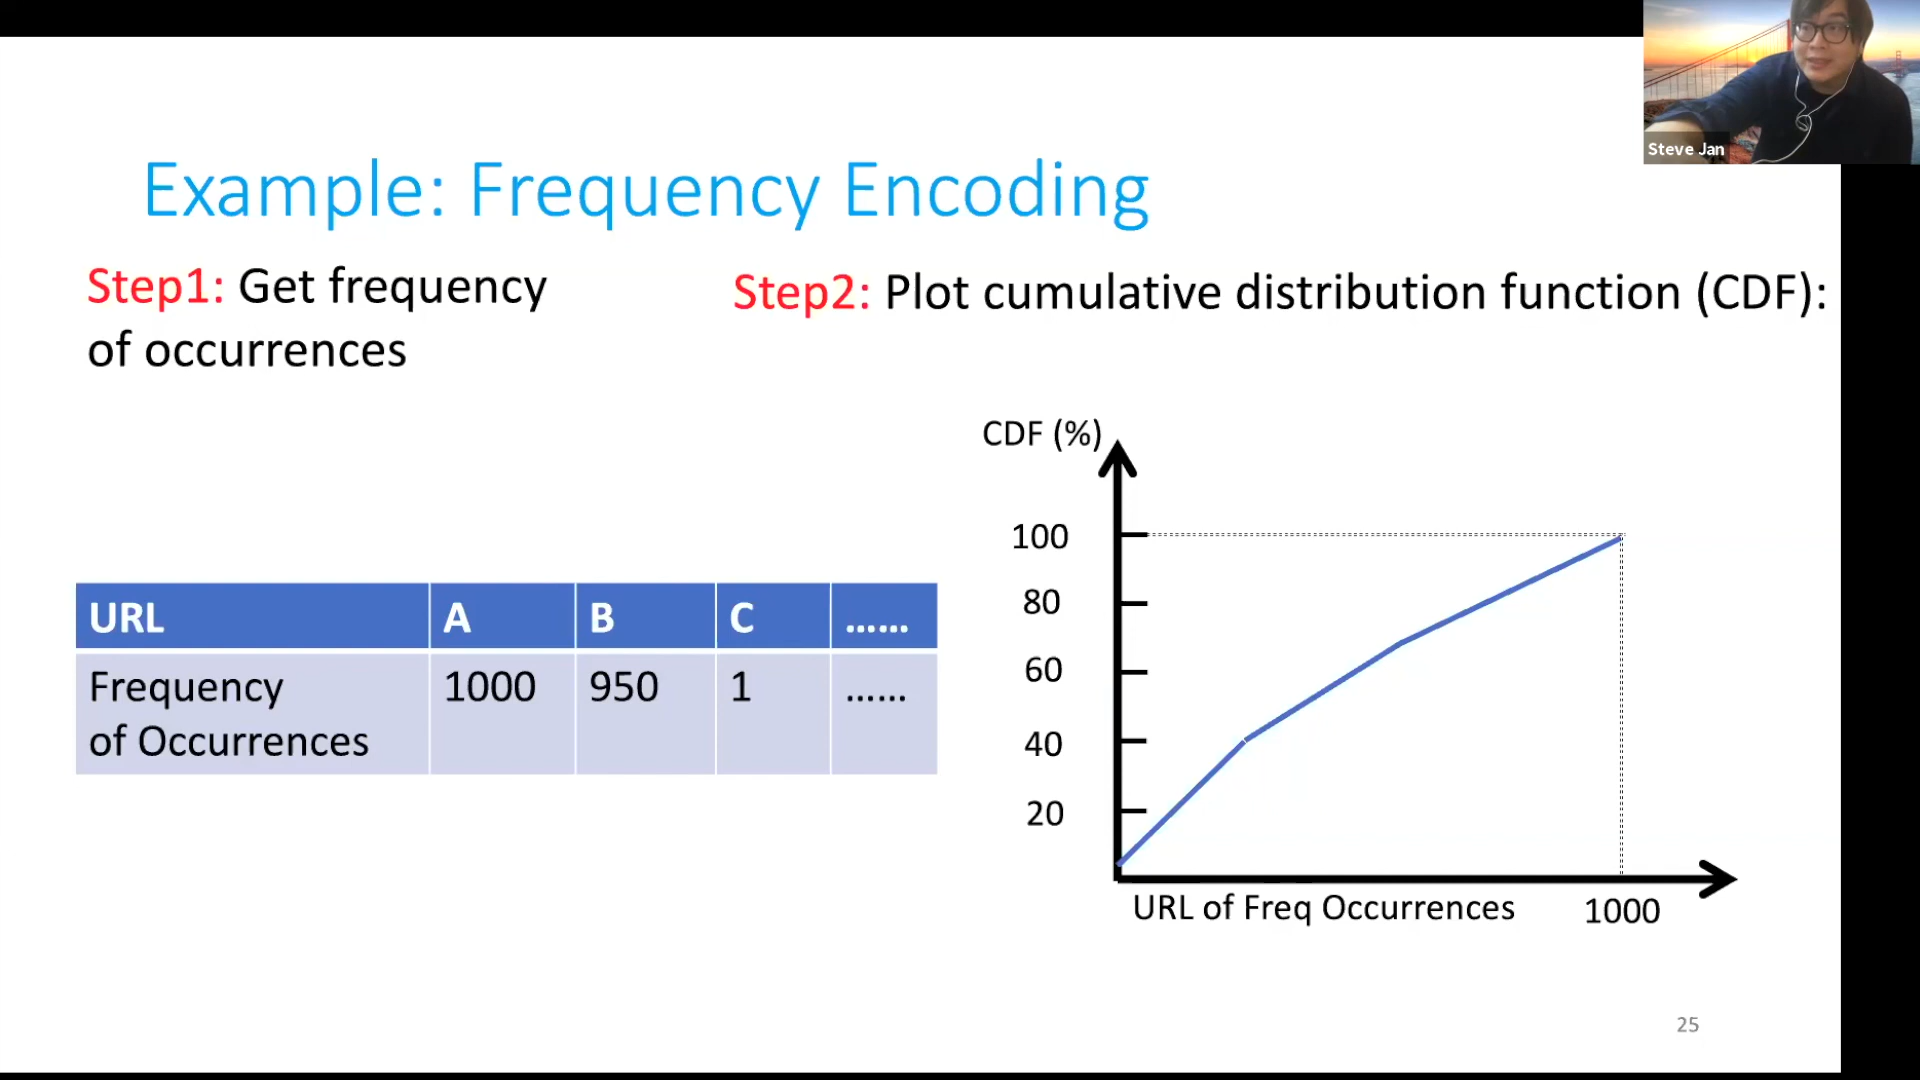 Steve Jan
Example: Frequency Encoding
Step1: Get frequency
of occurrences
Step2: Plot cumulative distribution function (CDF):
URL A B C ......
Frequency
of Occurrences
1000 950 1 ......
CDF (%)
100
80
60
40
20
URL of Freq Occurrences
1000
25